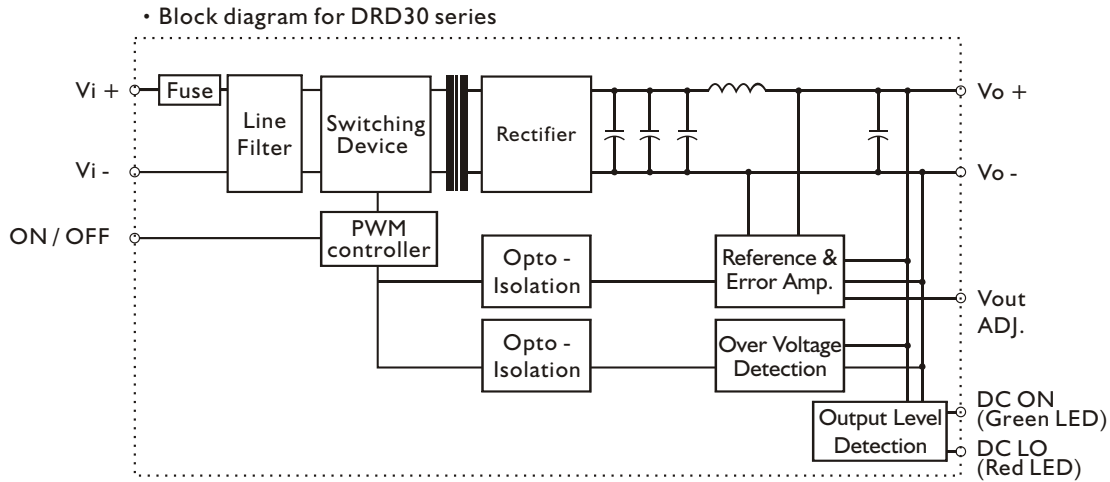 · Block diagram for DRD30 series
Vi +
Fuse
Line
Filter
Switching
Device
Rectifier
Vo +
Vi -
Vo -
ON / OFF
PWM
controller
Opto -
Isolation
Reference &
Error Amp.
Vout
ADJ.
Opto -
Isolation
Over Voltage
Detection
Output Level
Detection
DC ON
(Green LED)
DC LO
(Red LED)